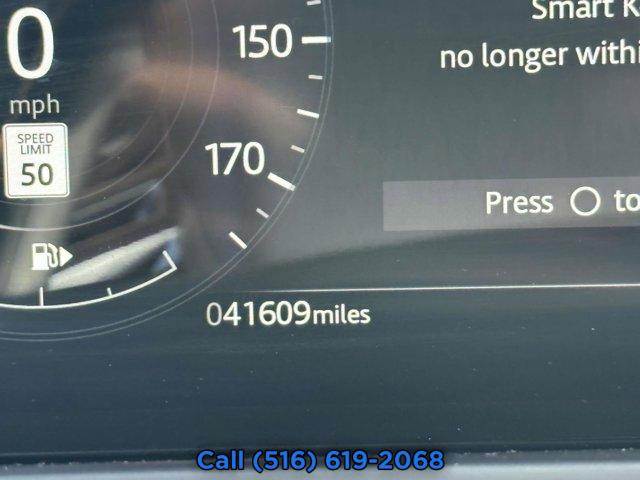 Smart K
no longer withi
0
mph
150
SPEED
LIMIT
50
170
Press O to
041609miles
Call (516) 619-2068